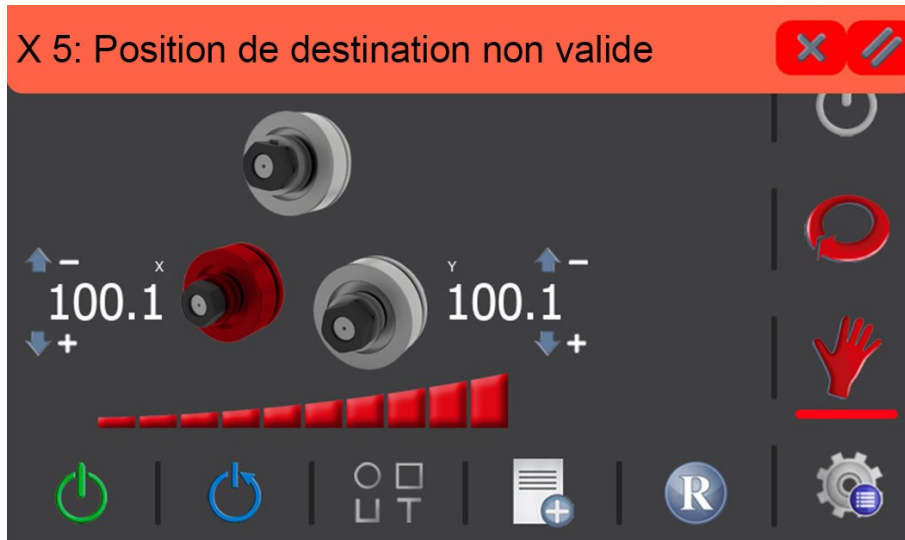 X 5: Position de destination non valide
X
Y
100.1
100.1
R